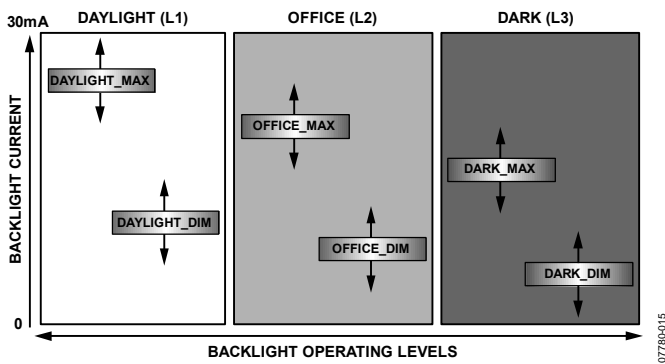 DAYLIGHT (L1) OFFICE (L2) DARK (L3)
30mA
DAYLIGHT_MAX
OFFICE_MAX
DARK_MAX
DAYLIGHT_DIM
OFFICE_DIM
DARK_DIM
BACKLIGHT CURRENT
0
BACKLIGHT OPERATING LEVELS
07780-015